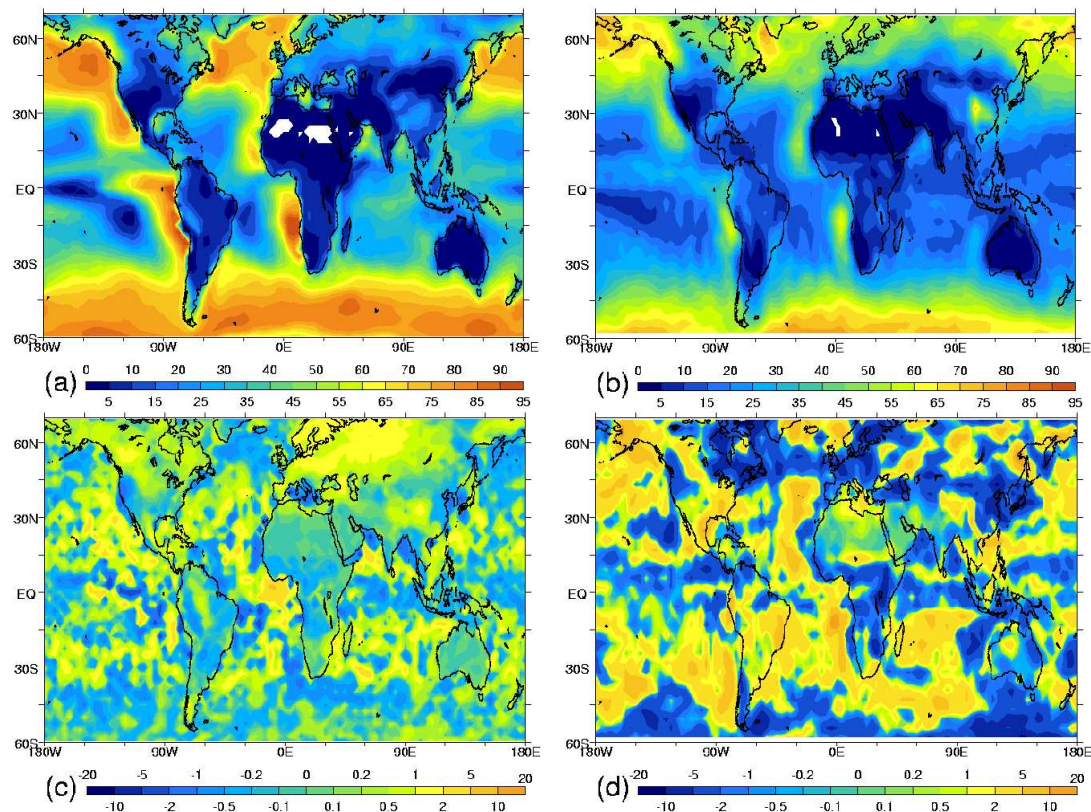 60N
30N
EQ
30S
60S
180W 90W 0E 90E 180E
(a)
0 10 20 30 40 50 60 70 80 90
5 15 25 35 45 55 65 75 85 95
60N
30N
EQ
30S
60S
180W 90W 0E 90E 180E
(b)
0 10 20 30 40 50 60 70 80 90
5 15 25 35 45 55 65 75 85 95
60N
30N
EQ
30S
60S
180W 90W 0E 90E 180E
(c)
-20 -5 -1 -0.2 0 0.2 1 5 20
-10 -2 -0.5 -0.1 0.1 0.5 2 10
60N
30N
EQ
30S
60S
180W 90W 0E 90E 180E
(d)
-20 -5 -1 -0.2 0 0.2 1 5 20
-10 -2 -0.5 -0.1 0.1 0.5 2 10